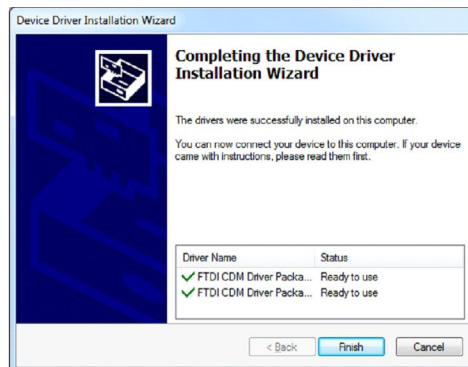 Device Driver Installation Wizard
Completing the Device Driver
Installation Wizard
The drivers were successfully installed on this computer.
You can now connect your device to this computer. If your device
came with instructions, please read them first.
Driver Name Status
FTDI CDM Driver Packa... Ready to use
FTDI CDM Driver Packa... Ready to use
< Back Finish Cancel